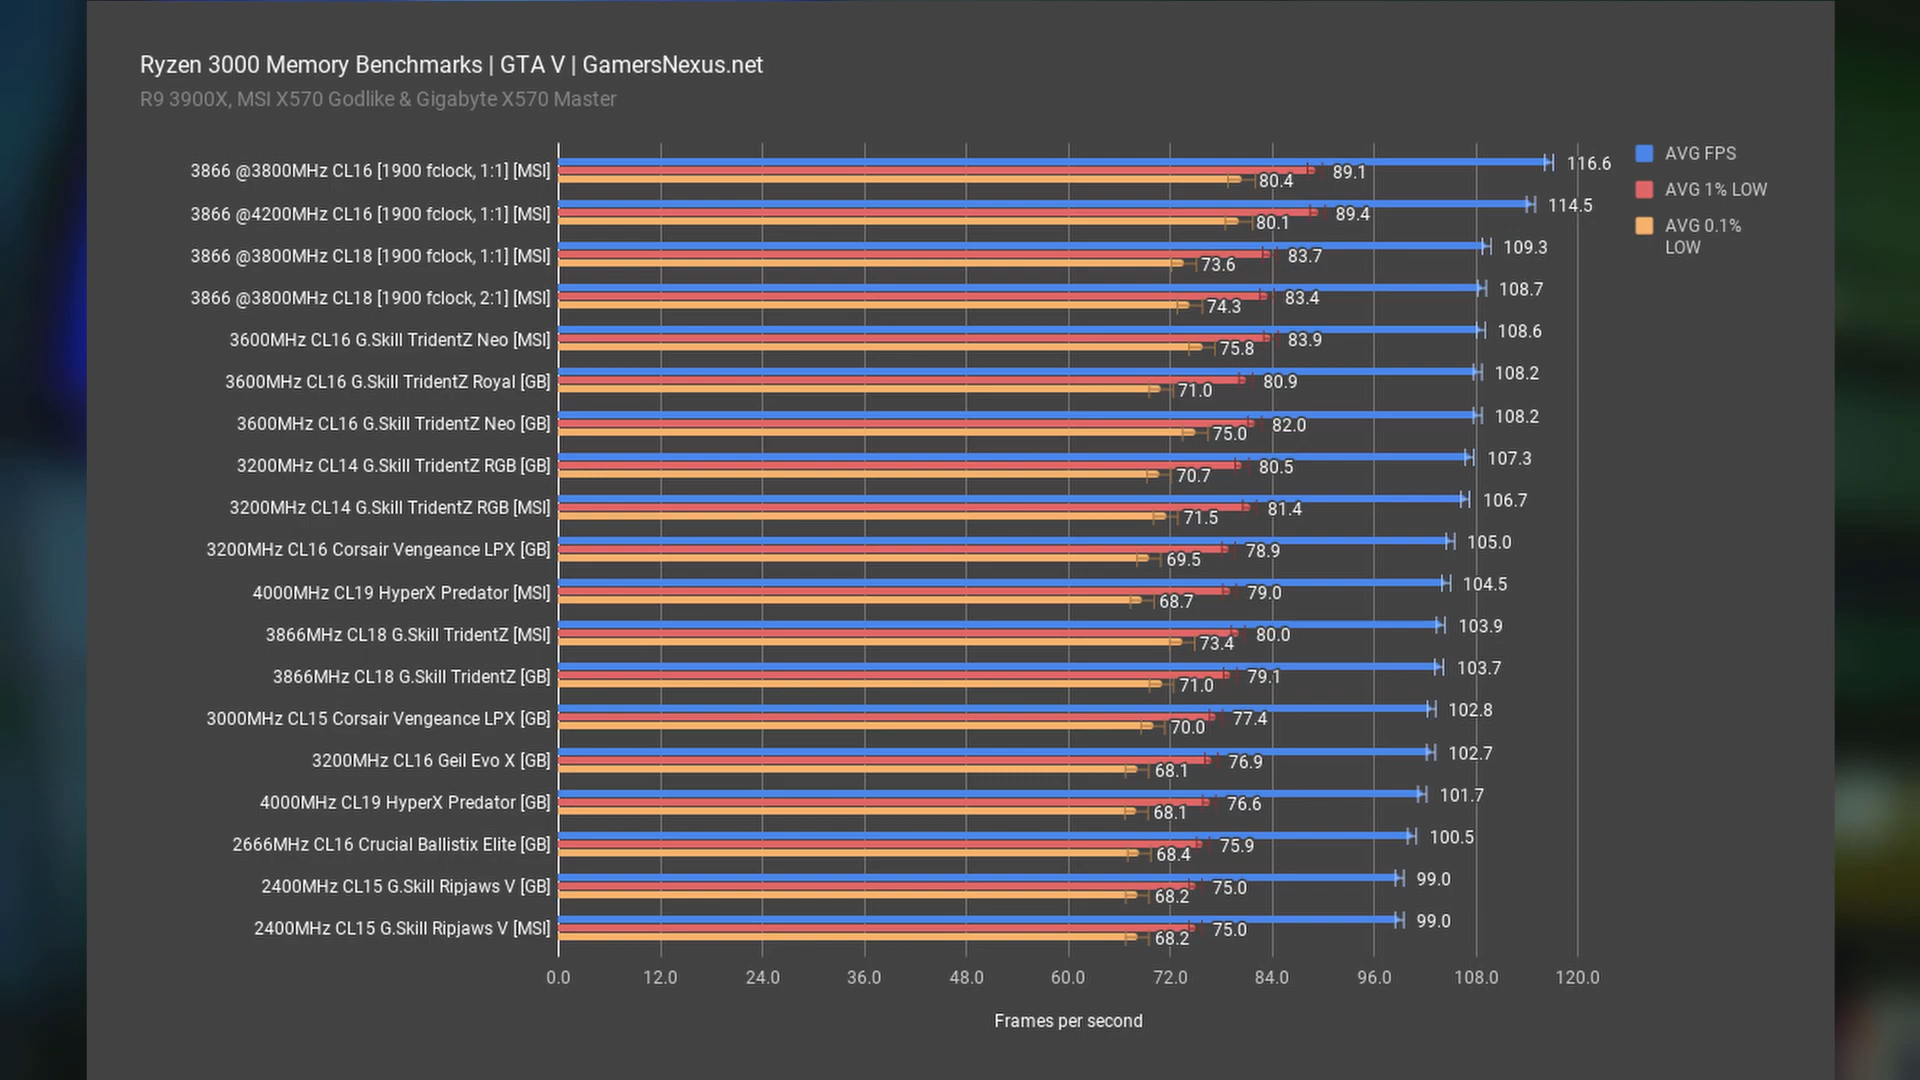 Ryzen 3000 Memory Benchmarks | GTA V | GamersNexus.net
R9 3900X, MSI X570 Godlike & Gigabyte X570 Master
AVG FPS
AVG 1% LOW
AVG 0.1%
LOW
3866 @3800MHz CL16 [1900 fclock, 1:1] [MSI] 116.6 89.1 80.4
3866 @4200MHz CL16 [1900 fclock, 1:1] [MSI] 114.5 89.4 80.1
3866 @3800MHz CL18 [1900 fclock, 1:1] [MSI] 109.3 83.7 73.6
3866 @3800MHz CL18 [1900 fclock, 2:1] [MSI] 108.7 83.4 74.3
3600MHz CL16 G.Skill TridentZ Neo [MSI] 108.6 83.9 75.8
3600MHz CL16 G.Skill TridentZ Royal [GB] 108.2 80.9 71.0
3600MHz CL16 G.Skill TridentZ Neo [GB] 108.2 82.0 75.0
3200MHz CL14 G.Skill TridentZ RGB [GB] 107.3 80.5 70.7
3200MHz CL14 G.Skill TridentZ RGB [MSI] 106.7 81.4 71.5
3200MHz CL16 Corsair Vengeance LPX [GB] 105.0 78.9 69.5
4000MHz CL19 HyperX Predator [MSI] 104.5 79.0 68.7
3866MHz CL18 G.Skill TridentZ [MSI] 103.9 80.0 73.4
3866MHz CL18 G.Skill TridentZ [GB] 103.7 79.1 71.0
3000MHz CL15 Corsair Vengeance LPX [GB] 102.8 77.4 70.0
3200MHz CL16 Geil Evo X [GB] 102.7 76.9 68.1
4000MHz CL19 HyperX Predator [GB] 101.7 76.6 68.1
2666MHz CL16 Crucial Ballistix Elite [GB] 100.5 75.9 68.4
2400MHz CL15 G.Skill Ripjaws V [GB] 99.0 75.0 68.2
2400MHz CL15 G.Skill Ripjaws V [MSI] 99.0 75.0 68.2
0.0 12.0 24.0 36.0 48.0 60.0 72.0 84.0 96.0 108.0 120.0
Frames per second